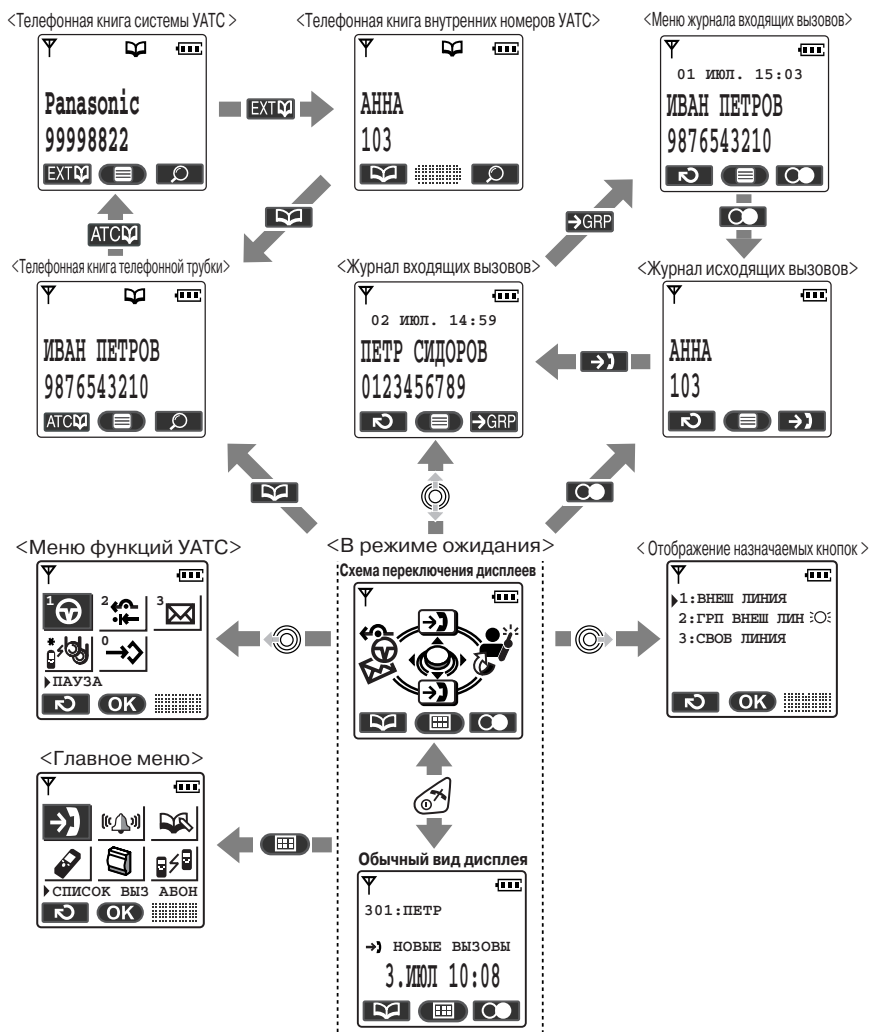 <Телефонная книга системы УАТС >
Panasonic
99998822
EXT
EXT
<Телефонная книга внутренних номеров УАТС>
АННА
103
<Меню журнала входящих вызовов>
01 ИЮЛ. 15:03
ИВАН ПЕТРОВ
9876543210
ATC
→GRP
<Телефонная книга телефонной трубки>
ИВАН ПЕТРОВ
9876543210
ATC
<Журнал входящих вызовов>
02 ИЮЛ. 14:59
ПЕТР СИДОРОВ
0123456789
→GRP
<Журнал исходящих вызовов>
АННА
103
<Меню функций УАТС>
1
2
3
*
0
ПАУЗА
OK
<В режиме ожидания>
Схема переключения дисплеев
< Отображение назначаемых кнопок >
1:ВНЕШ ЛИНИЯ
2:ГРП ВНЕШ ЛИН
3:СВОБ ЛИНИЯ
OK
<Главное меню>
СПИСОК ВЫЗ АБОН
OK
Обычный вид дисплея
301:ПЕТР
НОВЫЕ ВЫЗОВЫ
3.ИЮЛ 10:08